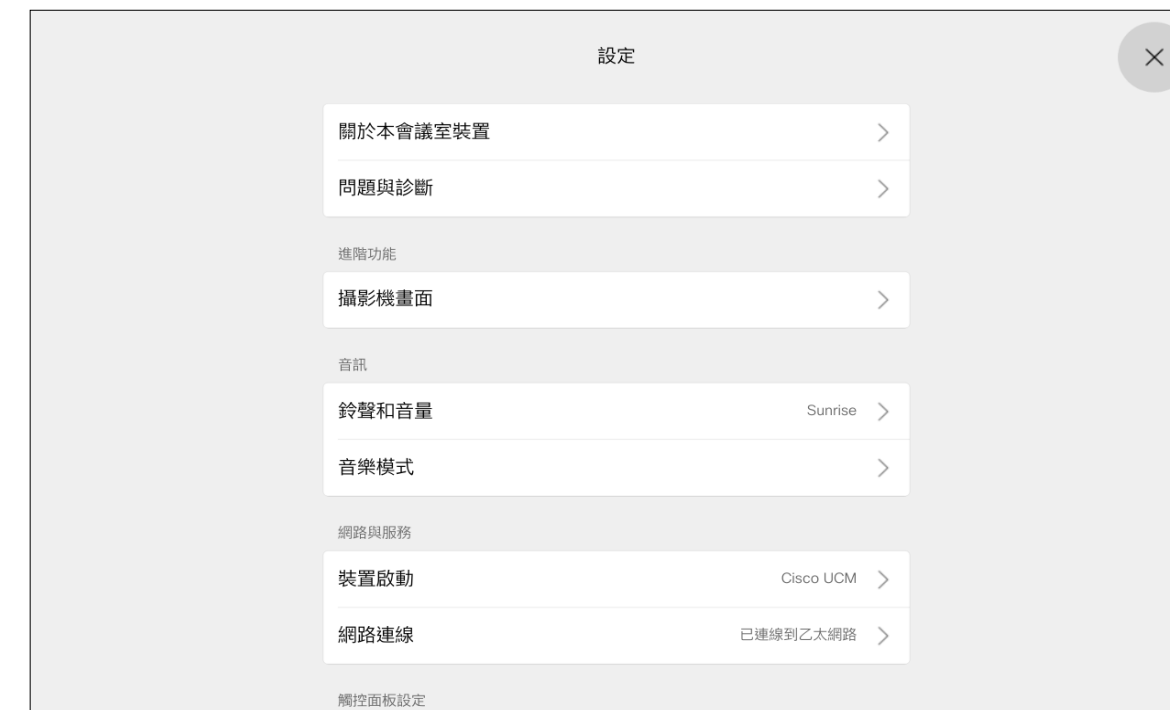 設定
關於本會議室裝置
問題與診斷
進階功能
攝影機畫面
音訊
鈴聲和音量 Sunrise
音樂模式
網路與服務
裝置啟動 Cisco UCM
網路連線 已連線到乙太網路
觸控面板設定